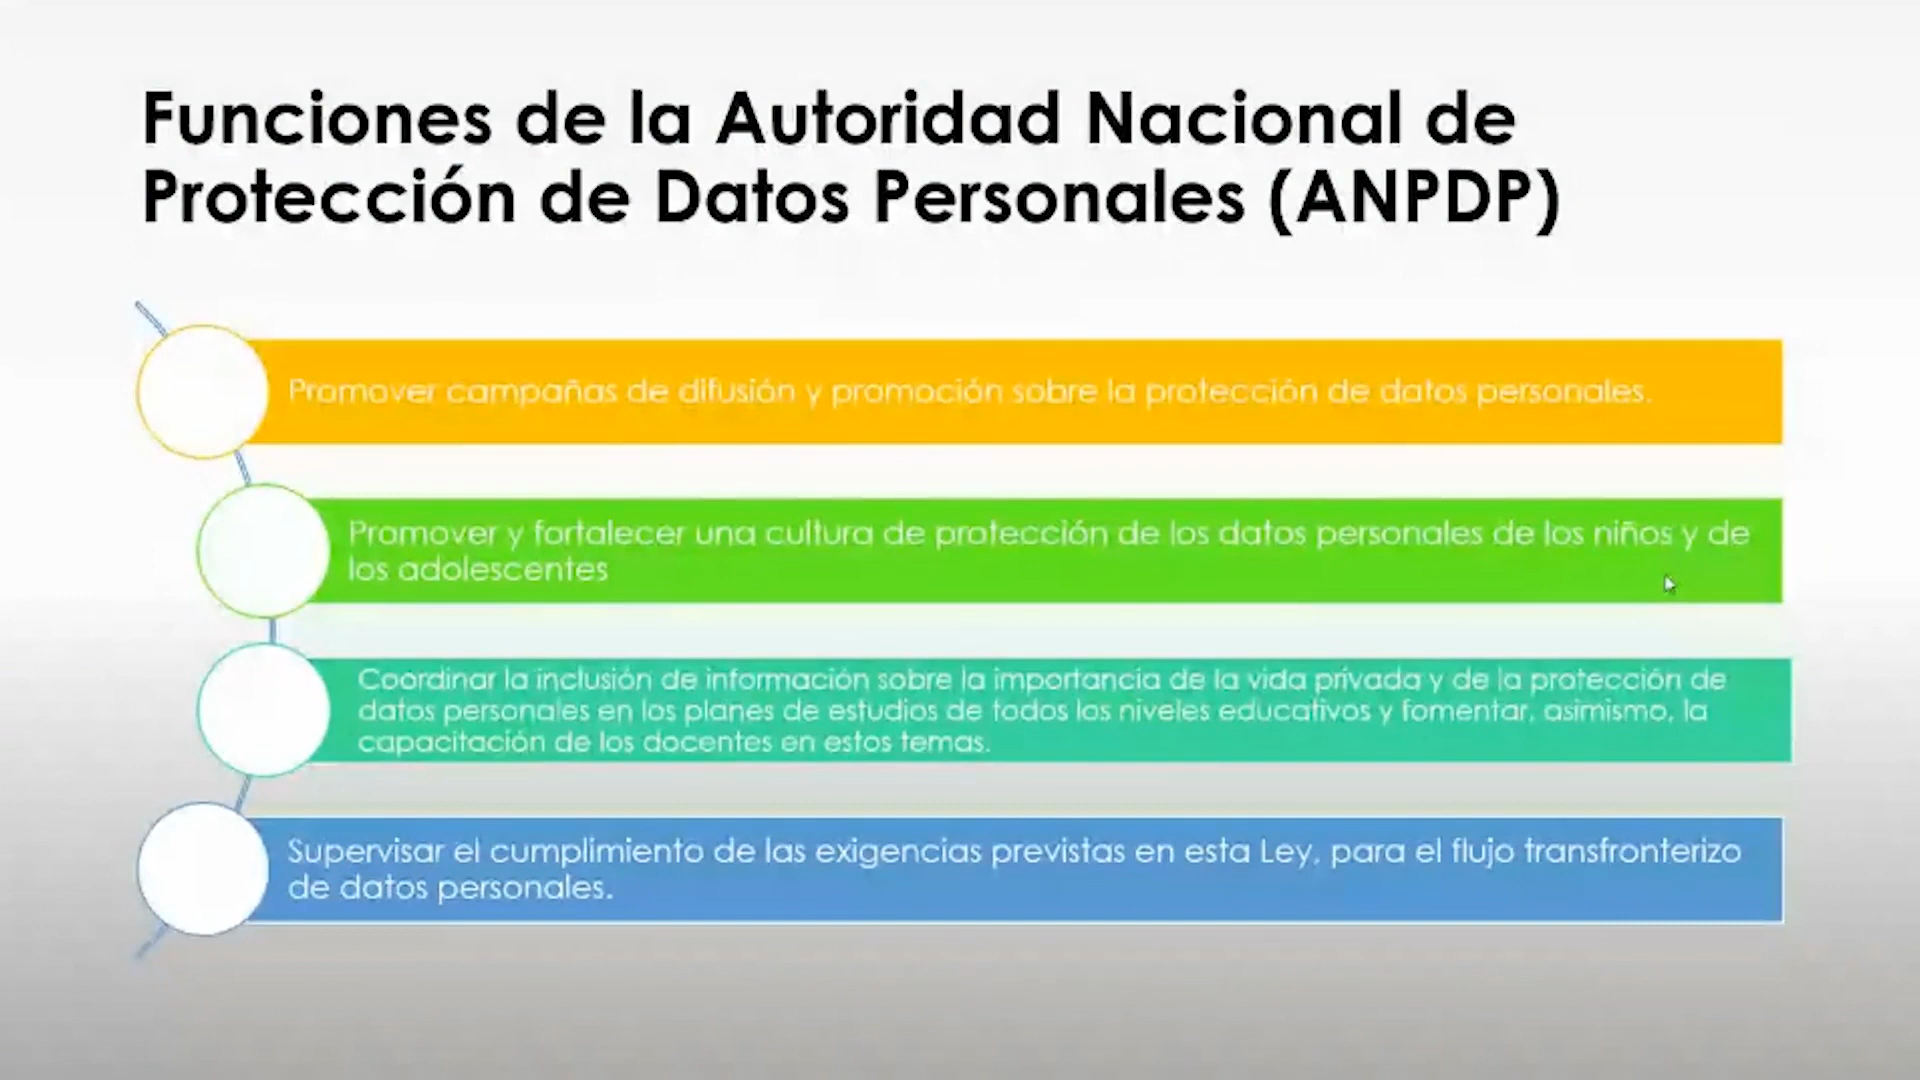 Funciones de la Autoridad Nacional de
Protección de Datos Personales (ANPDP)
Promover campañas de difusión y promoción sobre la protección de datos personales.
Promover y fortalecer una cultura de protección de los datos personales de los niños y de
los adolescentes
Coordinar la inclusión de información sobre la importancia de la vida privada y de la protección de
datos personales en los planes de estudios de todos los niveles educativos y fomentar, asimismo, la
capacitación de los docentes en estos temas.
Supervisar el cumplimiento de las exigencias previstas en esta Ley, para el flujo transfronterizo
de datos personales.